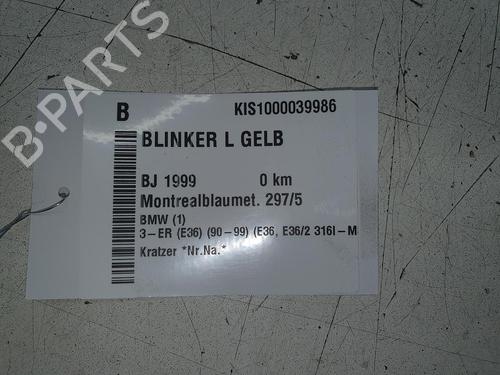 B·PARTS
B KIS1000039986
BLINKER L GELB
BJ 1999 0 km
Montrealblaumet. 297/5
BMW (1)
3-ER (E36) (90-99) (E36, E36/2 316I-M
Kratzer *Nr.Na.*